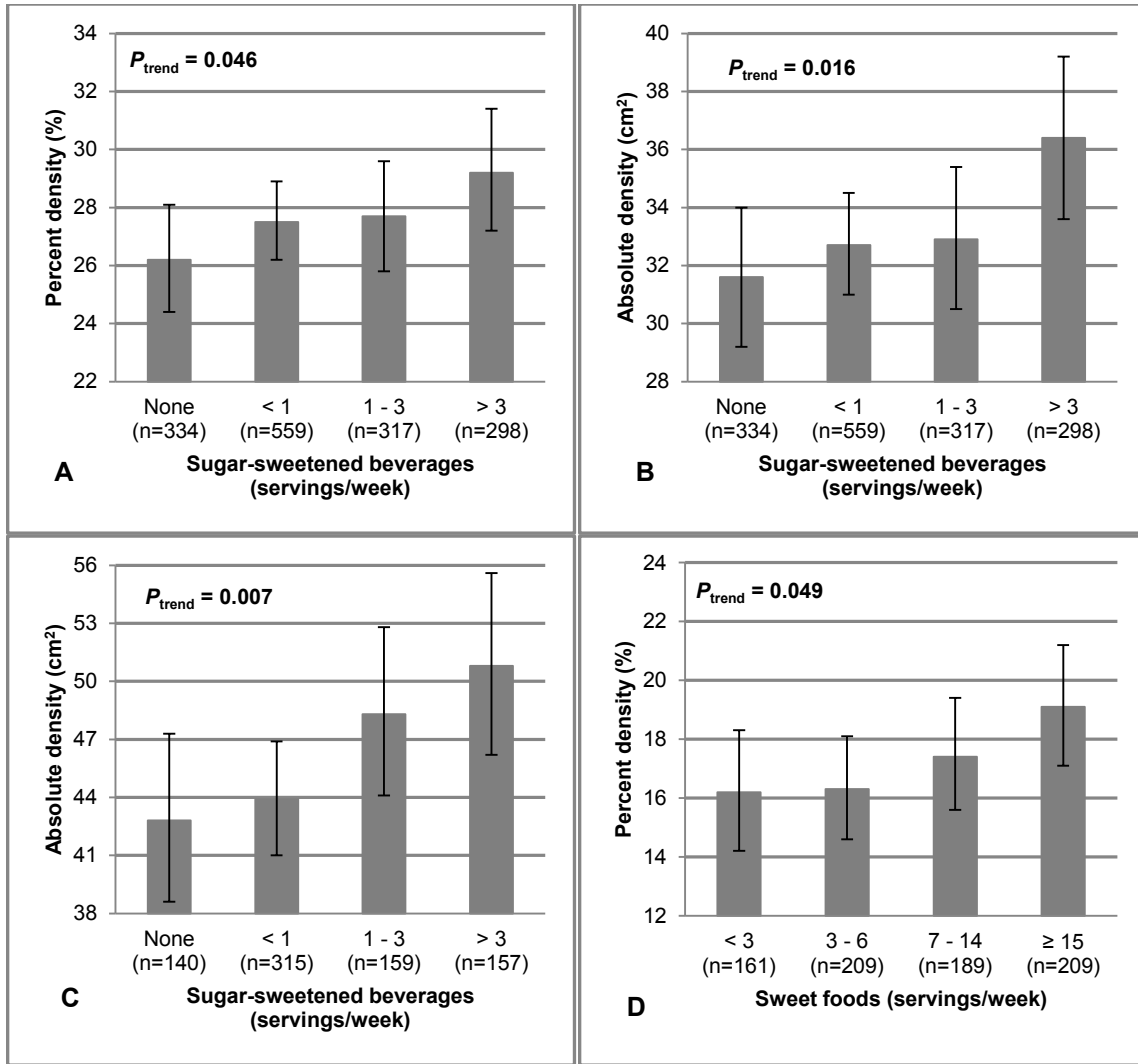 34
32
30
28
26
24
22
Percent density (%)
P trend = 0.046
None
(n=334)
< 1
(n=559)
1 - 3
(n=317)
> 3
(n=298)
A
Sugar-sweetened beverages
(servings/week)
40
38
36
34
32
30
28
Absolute density (cm²)
P trend = 0.016
None
(n=334)
< 1
(n=559)
1 - 3
(n=317)
> 3
(n=298)
B
Sugar-sweetened beverages
(servings/week)
56
53
50
47
44
41
38
Absolute density (cm²)
P trend = 0.007
None
(n=140)
< 1
(n=315)
1 - 3
(n=159)
> 3
(n=157)
C
Sugar-sweetened beverages
(servings/week)
24
22
20
18
16
14
12
Percent density (%)
P trend = 0.049
< 3
(n=161)
3 - 6
(n=209)
7 - 14
(n=189)
≥ 15
(n=209)
D
Sweet foods (servings/week)